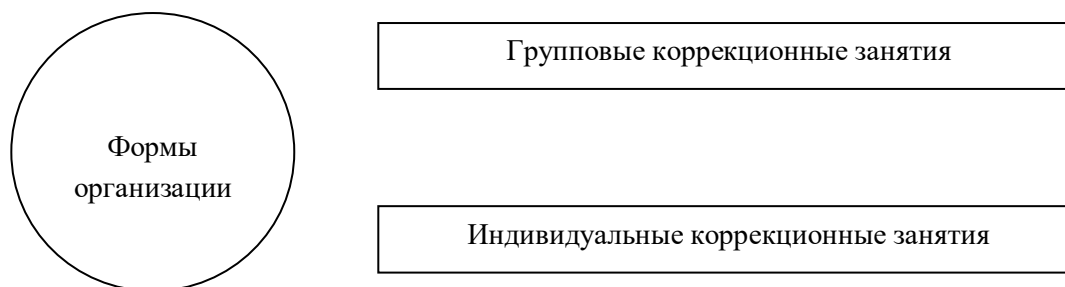 Групповые коррекционные занятия
Формы
организации
Индивидуальные коррекционные занятия